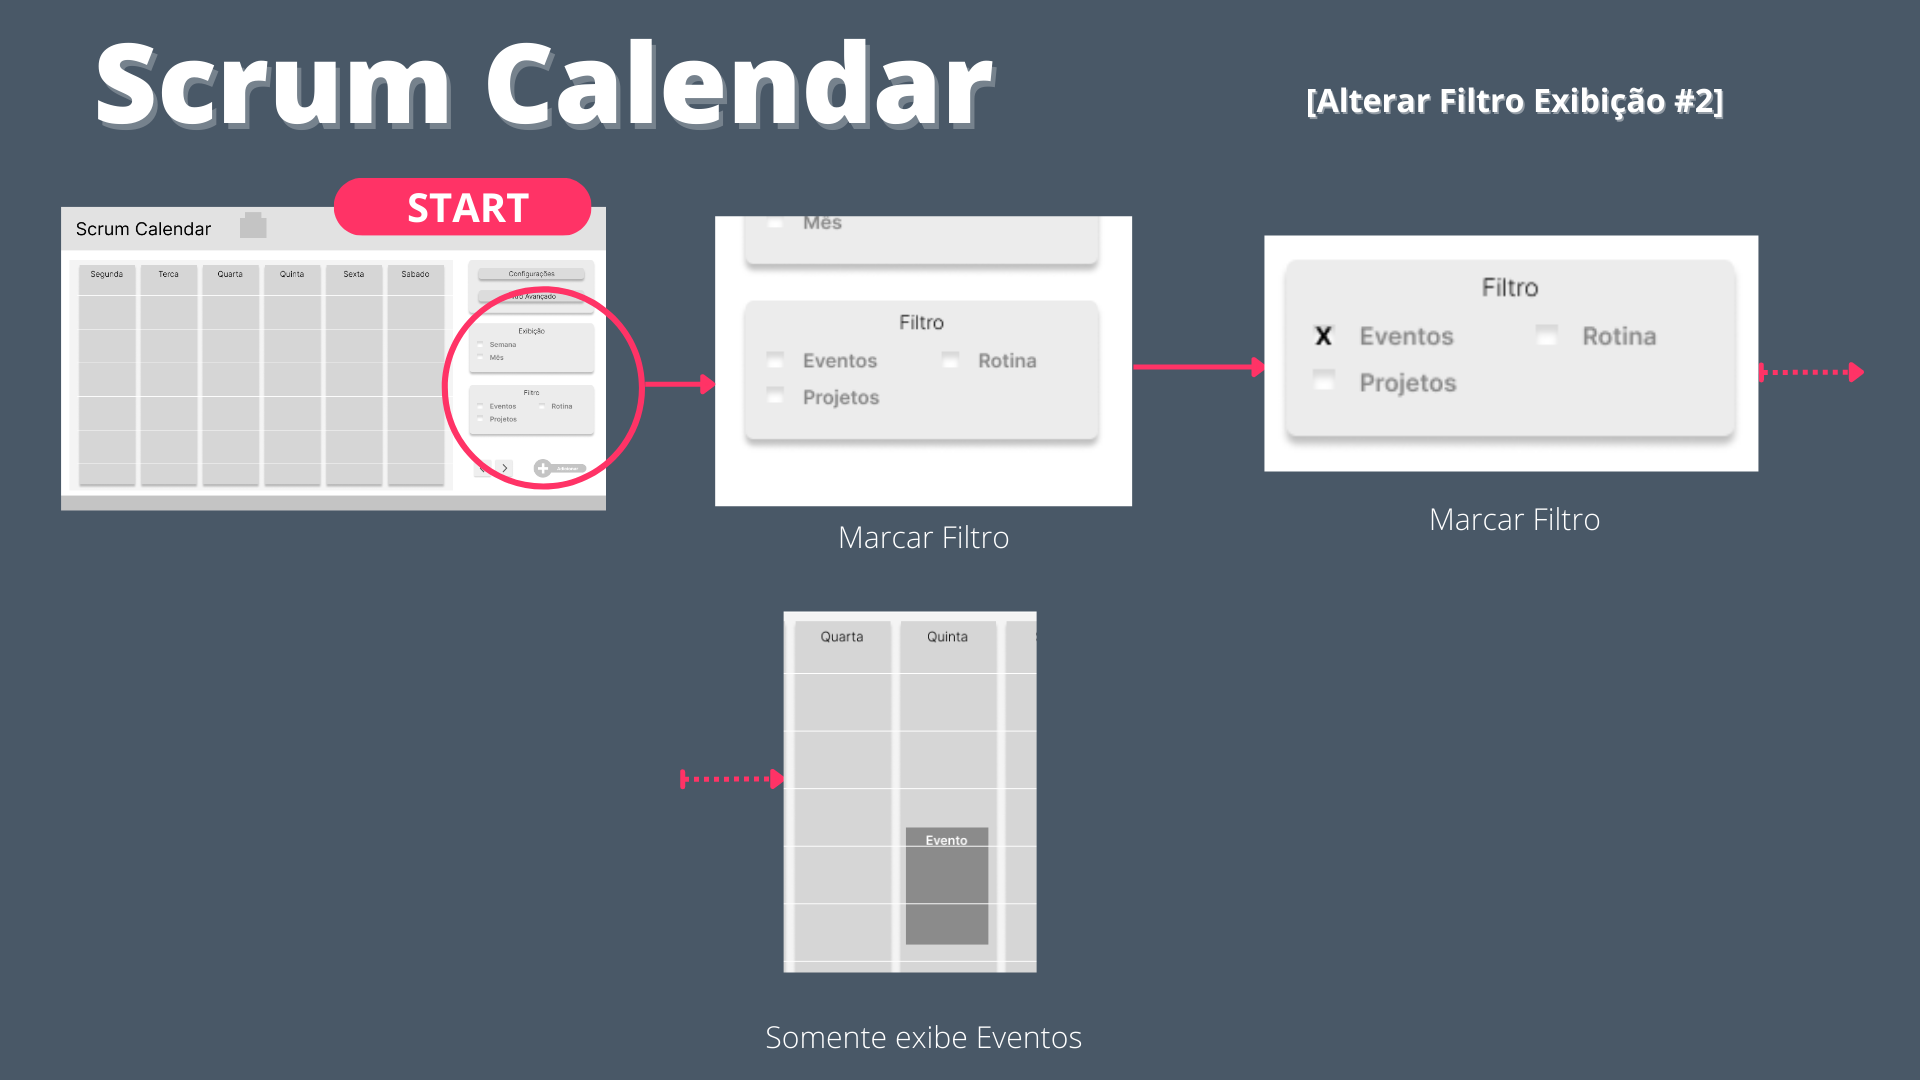 Scrum Calendar
[Alterar Filtro Exibição #2]
START
Scrum Calendar
Segunda Terca Quarta Quinta Sexta Sabado
Configurações
Avançado
Exibição
Semana
Mês
Filtro
Eventos Rotina
Projetos
Mês
Filtro
Eventos Rotina
Projetos
Marcar Filtro
Filtro
X Eventos Rotina
Projetos
Marcar Filtro
Quarta Quinta
Evento
Somente exibe Eventos